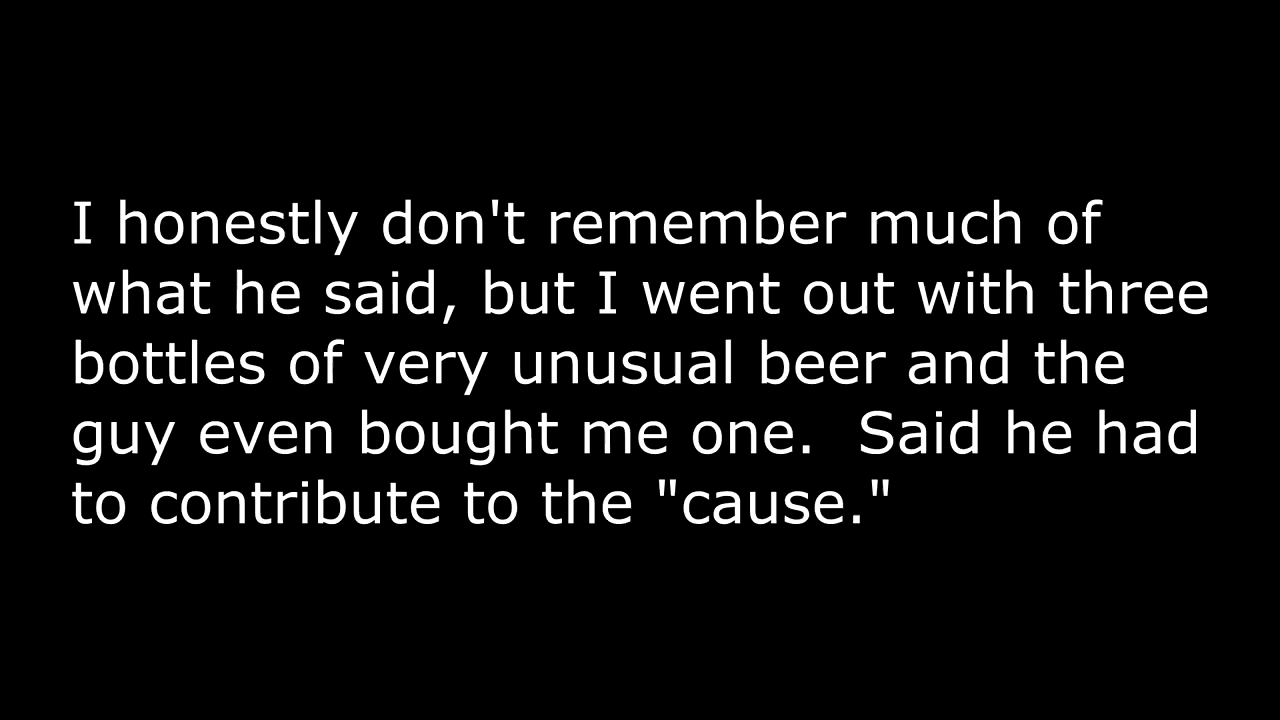 I honestly don't remember much of
what he said, but I went out with three
bottles of very unusual beer and the
guy even bought me one.  Said he had
to contribute to the "cause."